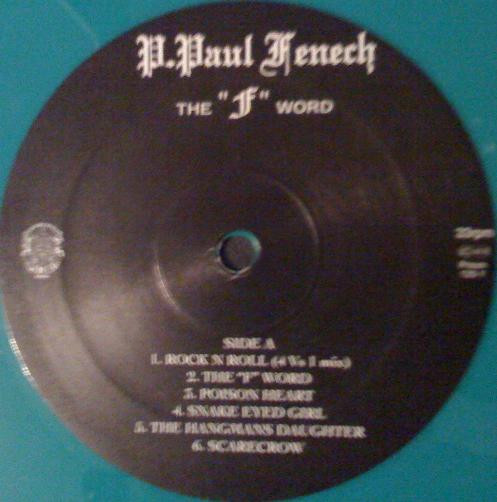 P.Paul Fenech
THE "F" WORD
33rpm
SIDE A
1. ROCK N ROLL (4 Vs 1 mix)
2. THE "F" WORD
3. POISON HEART
4. SNAKE EYED GIRL
5. THE HANGMANS DAUGHTER
6. SCARECROW